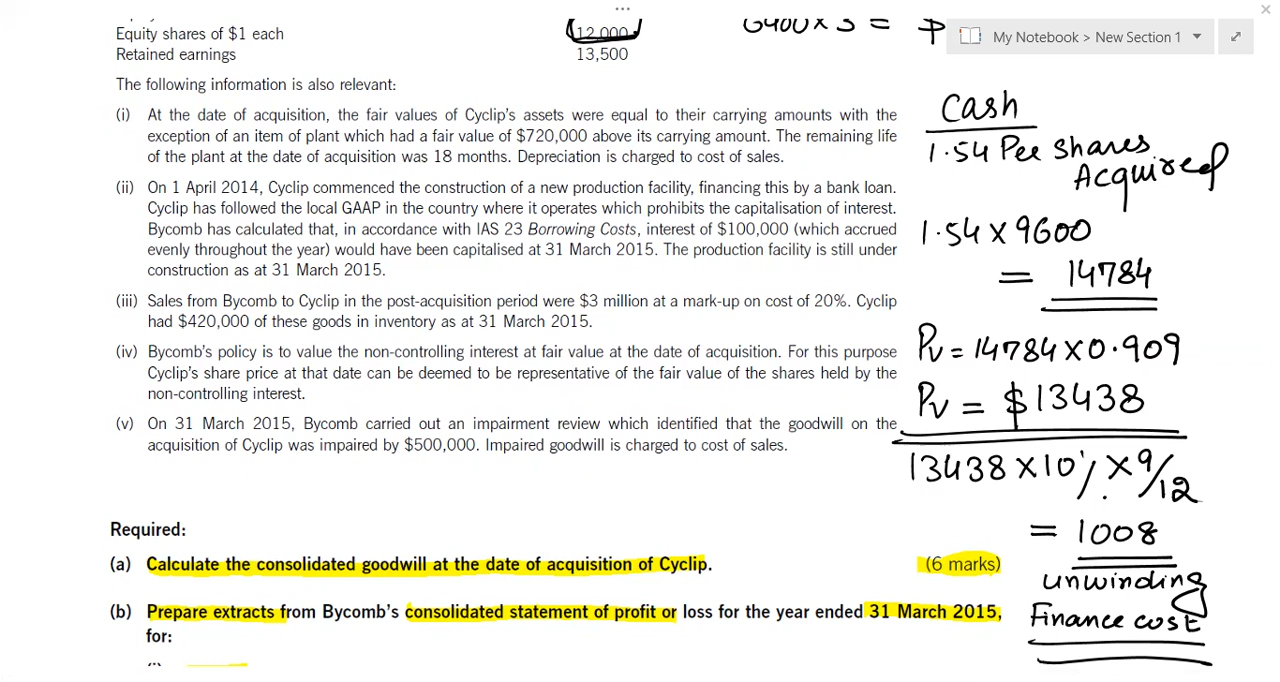 Equity shares of $1 each 12,000
Retained earnings 13,500
The following information is also relevant:
(i) At the date of acquisition, the fair values of Cyclip's assets were equal to their carrying amounts with the
exception of an item of plant which had a fair value of $720,000 above its carrying amount. The remaining life
of the plant at the date of acquisition was 18 months. Depreciation is charged to cost of sales.
(ii) On 1 April 2014, Cyclip commenced the construction of a new production facility, financing this by a bank loan.
Cyclip has followed the local GAAP in the country where it operates which prohibits the capitalisation of interest.
Bycomb has calculated that, in accordance with IAS 23 Borrowing Costs, interest of $100,000 (which accrued
evenly throughout the year) would have been capitalised at 31 March 2015. The production facility is still under
construction as at 31 March 2015.
(iii) Sales from Bycomb to Cyclip in the post-acquisition period were $3 million at a mark-up on cost of 20%. Cyclip
had $420,000 of these goods in inventory as at 31 March 2015.
(iv) Bycomb's policy is to value the non-controlling interest at fair value at the date of acquisition. For this purpose
Cyclip's share price at that date can be deemed to be representative of the fair value of the shares held by the
non-controlling interest.
(v) On 31 March 2015, Bycomb carried out an impairment review which identified that the goodwill on the
acquisition of Cyclip was impaired by $500,000. Impaired goodwill is charged to cost of sales.
Required:
(a) Calculate the consolidated goodwill at the date of acquisition of Cyclip. (6 marks)
(b) Prepare extracts from Bycomb's consolidated statement of profit or loss for the year ended 31 March 2015,
for:
My Notebook > New Section 1
Cash
1.54 Pee Shares
Acquired
1.54 X 9600
= 14784
Pv = 14784 X 0.909
Pv = $13438
13438 X 10% X 9/12
= 1008
unwinding
Finance cost